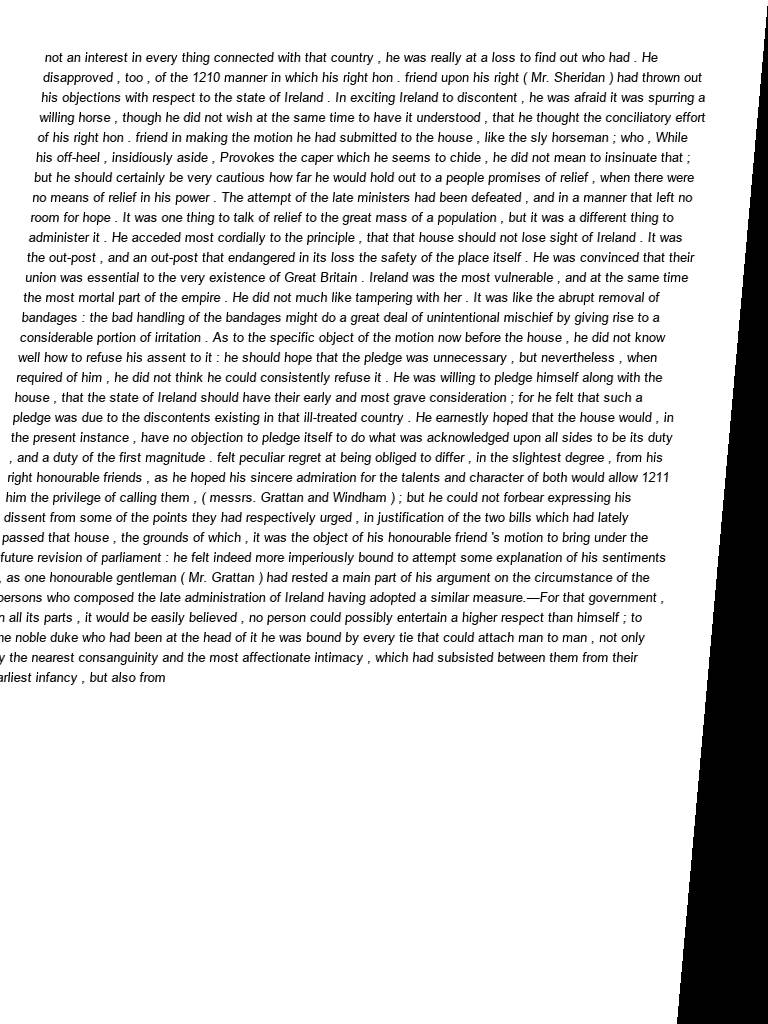 not an interest in every thing connected with that country , he was really at a loss to find out who had . He
disapproved , too , of the 1210 manner in which his right hon . friend upon his right ( Mr. Sheridan ) had thrown out
his objections with respect to the state of Ireland . In exciting Ireland to discontent , he was afraid it was spurring a
willing horse , though he did not wish at the same time to have it understood , that he thought the conciliatory effort
of his right hon . friend in making the motion he had submitted to the house , like the sly horseman ; who , While
his off-heel , insidiously aside , Provokes the caper which he seems to chide , he did not mean to insinuate that ;
but he should certainly be very cautious how far he would hold out to a people promises of relief , when there were
no means of relief in his power . The attempt of the late ministers had been defeated , and in a manner that left no
room for hope . It was one thing to talk of relief to the great mass of a population , but it was a different thing to
administer it . He acceded most cordially to the principle , that that house should not lose sight of Ireland . It was
the out-post , and an out-post that endangered in its loss the safety of the place itself . He was convinced that their
union was essential to the very existence of Great Britain . Ireland was the most vulnerable , and at the same time
the most mortal part of the empire . He did not much like tampering with her . It was like the abrupt removal of
bandages : the bad handling of the bandages might do a great deal of unintentional mischief by giving rise to a
considerable portion of irritation . As to the specific object of the motion now before the house , he did not know
well how to refuse his assent to it : he should hope that the pledge was unnecessary , but nevertheless , when
required of him , he did not think he could consistently refuse it . He was willing to pledge himself along with the
house , that the state of Ireland should have their early and most grave consideration ; for he felt that such a
pledge was due to the discontents existing in that ill-treated country . He earnestly hoped that the house would , in
the present instance , have no objection to pledge itself to do what was acknowledged upon all sides to be its duty
, and a duty of the first magnitude . felt peculiar regret at being obliged to differ , in the slightest degree , from his
right honourable friends , as he hoped his sincere admiration for the talents and character of both would allow 1211
him the privilege of calling them , ( messrs. Grattan and Windham ) ; but he could not forbear expressing his
dissent from some of the points they had respectively urged , in justification of the two bills which had lately
passed that house , the grounds of which , it was the object of his honourable friend 's motion to bring under the
future revision of parliament : he felt indeed more imperiously bound to attempt some explanation of his sentiments
, as one honourable gentleman ( Mr. Grattan ) had rested a main part of his argument on the circumstance of the
persons who composed the late administration of Ireland having adopted a similar measure.—For that government ,
in all its parts , it would be easily believed , no person could possibly entertain a higher respect than himself ; to
the noble duke who had been at the head of it he was bound by every tie that could attach man to man , not only
by the nearest consanguinity and the most affectionate intimacy , which had subsisted between them from their
earliest infancy , but also from